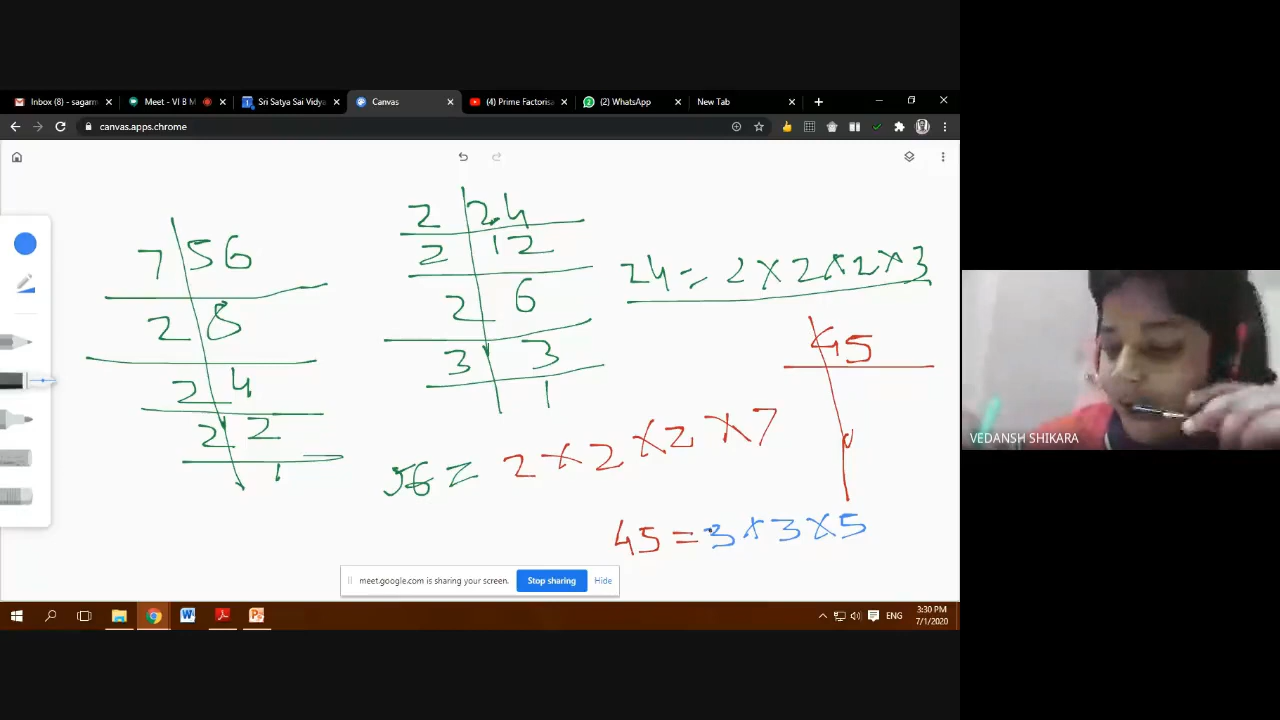 Inbox (8) - sagarm
Meet - VI B M
Sri Satya Sai Vidya
Canvas
(4) Prime Factorisa
(2) WhatsApp
New Tab
canvas.apps.chrome
7 56
2 8
2 4
2 2
1
2 24
2 12
2 6
3 3
1
24 = 2 × 2 × 2 × 3
45
56 = 2 × 2 × 2 × 7
45 = 3 × 3 × 5
VEDANSH SHIKARA
meet.google.com is sharing your screen.
Stop sharing
Hide
ENG
3:30 PM
7/1/2020